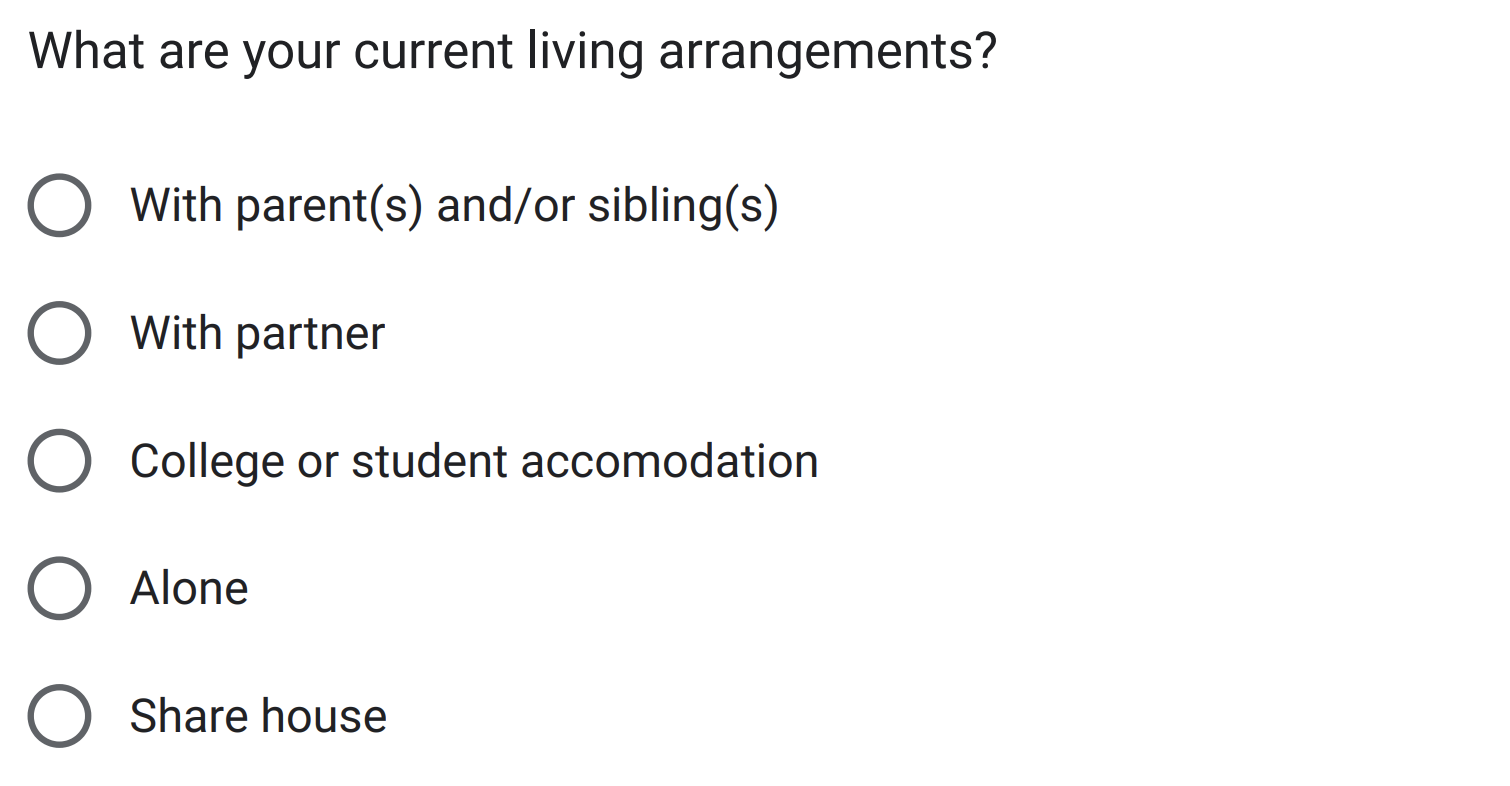 What are your current living arrangements?
With parent(s) and/or sibling(s)
With partner
College or student accomodation
Alone
Share house